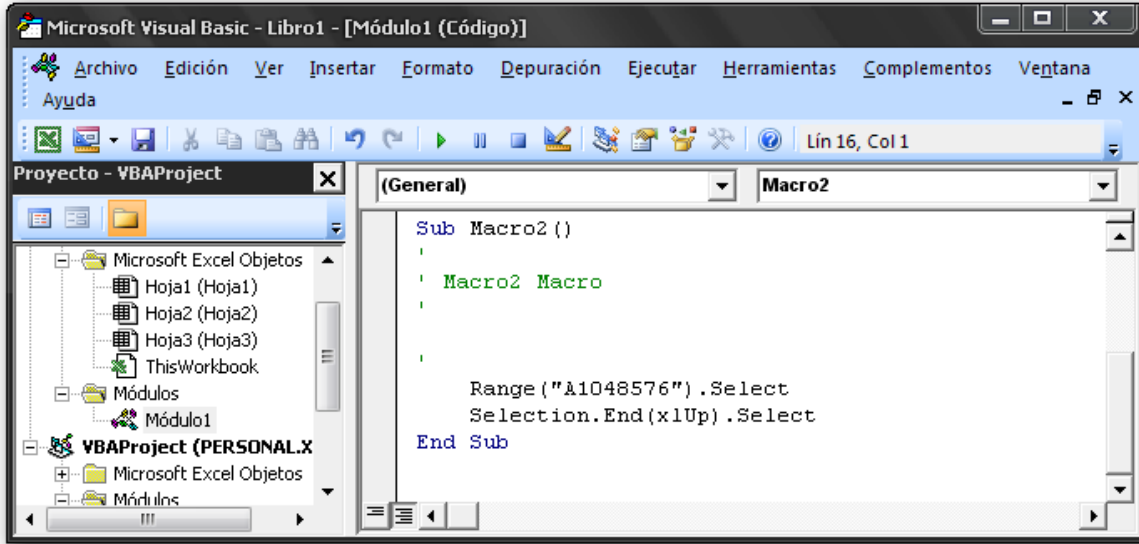 Microsoft Visual Basic - Libro1 - [Módulo1 (Código)]
Archivo Edición Ver Insertar Formato Depuración Ejecutar Herramientas Complementos Ventana
Ayuda
Lín 16, Col 1
Proyecto - VBAProject
(General) Macro2
Microsoft Excel Objetos
Hoja1 (Hoja1)
Hoja2 (Hoja2)
Hoja3 (Hoja3)
ThisWorkbook
Módulos
Módulo1
VBAProject (PERSONAL.X
Microsoft Excel Objetos
Módulos
Sub Macro2()
'
' Macro2 Macro
'
'
Range("A1048576").Select
Selection.End(xlUp).Select
End Sub